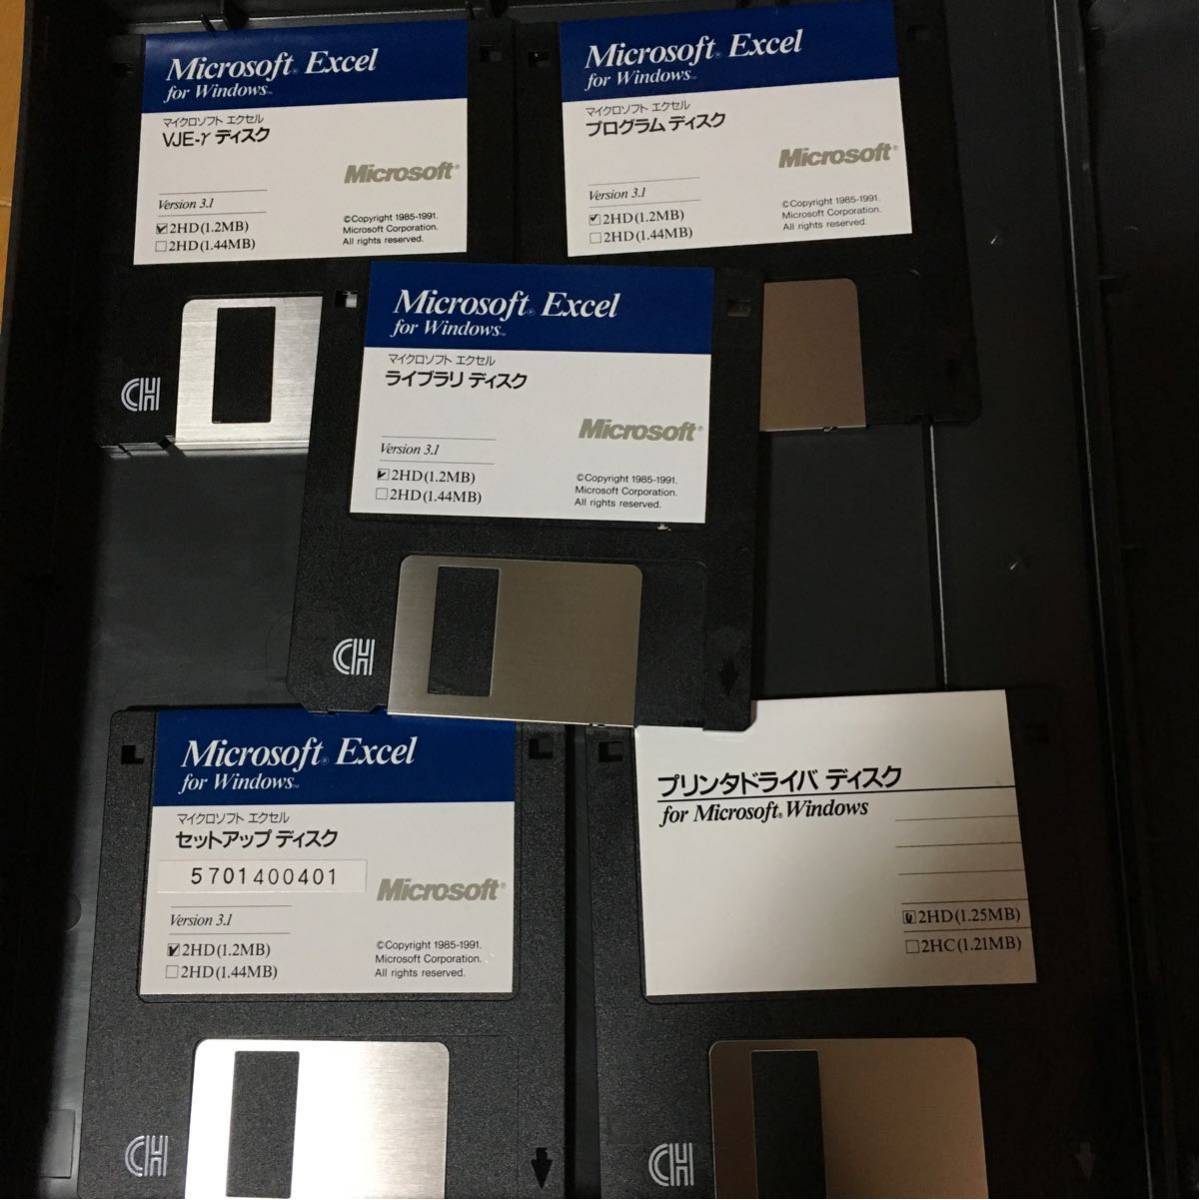 Microsoft® Excel
for Windows™
マイクロソフト エクセル
VJE-γ ディスク
Microsoft®
Version 3.1
2HD(1.2MB)
2HD(1.44MB)
©Copyright 1985-1991.
Microsoft Corporation.
All rights reserved.
Microsoft® Excel
for Windows™
マイクロソフト エクセル
プログラム ディスク
Microsoft®
Version 3.1
2HD(1.2MB)
2HD(1.44MB)
©Copyright 1985-1991.
Microsoft Corporation.
All rights reserved.
CH
Microsoft® Excel
for Windows™
マイクロソフト エクセル
ライブラリ ディスク
Microsoft®
Version 3.1
2HD(1.2MB)
2HD(1.44MB)
©Copyright 1985-1991.
Microsoft Corporation.
All rights reserved.
CH
Microsoft® Excel
for Windows™
マイクロソフト エクセル
セットアップ ディスク
5701400401
Microsoft®
Version 3.1
2HD(1.2MB)
2HD(1.44MB)
©Copyright 1985-1991.
Microsoft Corporation.
All rights reserved.
CH
プリンタドライバ ディスク
for Microsoft® Windows
2HD(1.25MB)
2HC(1.21MB)
CH